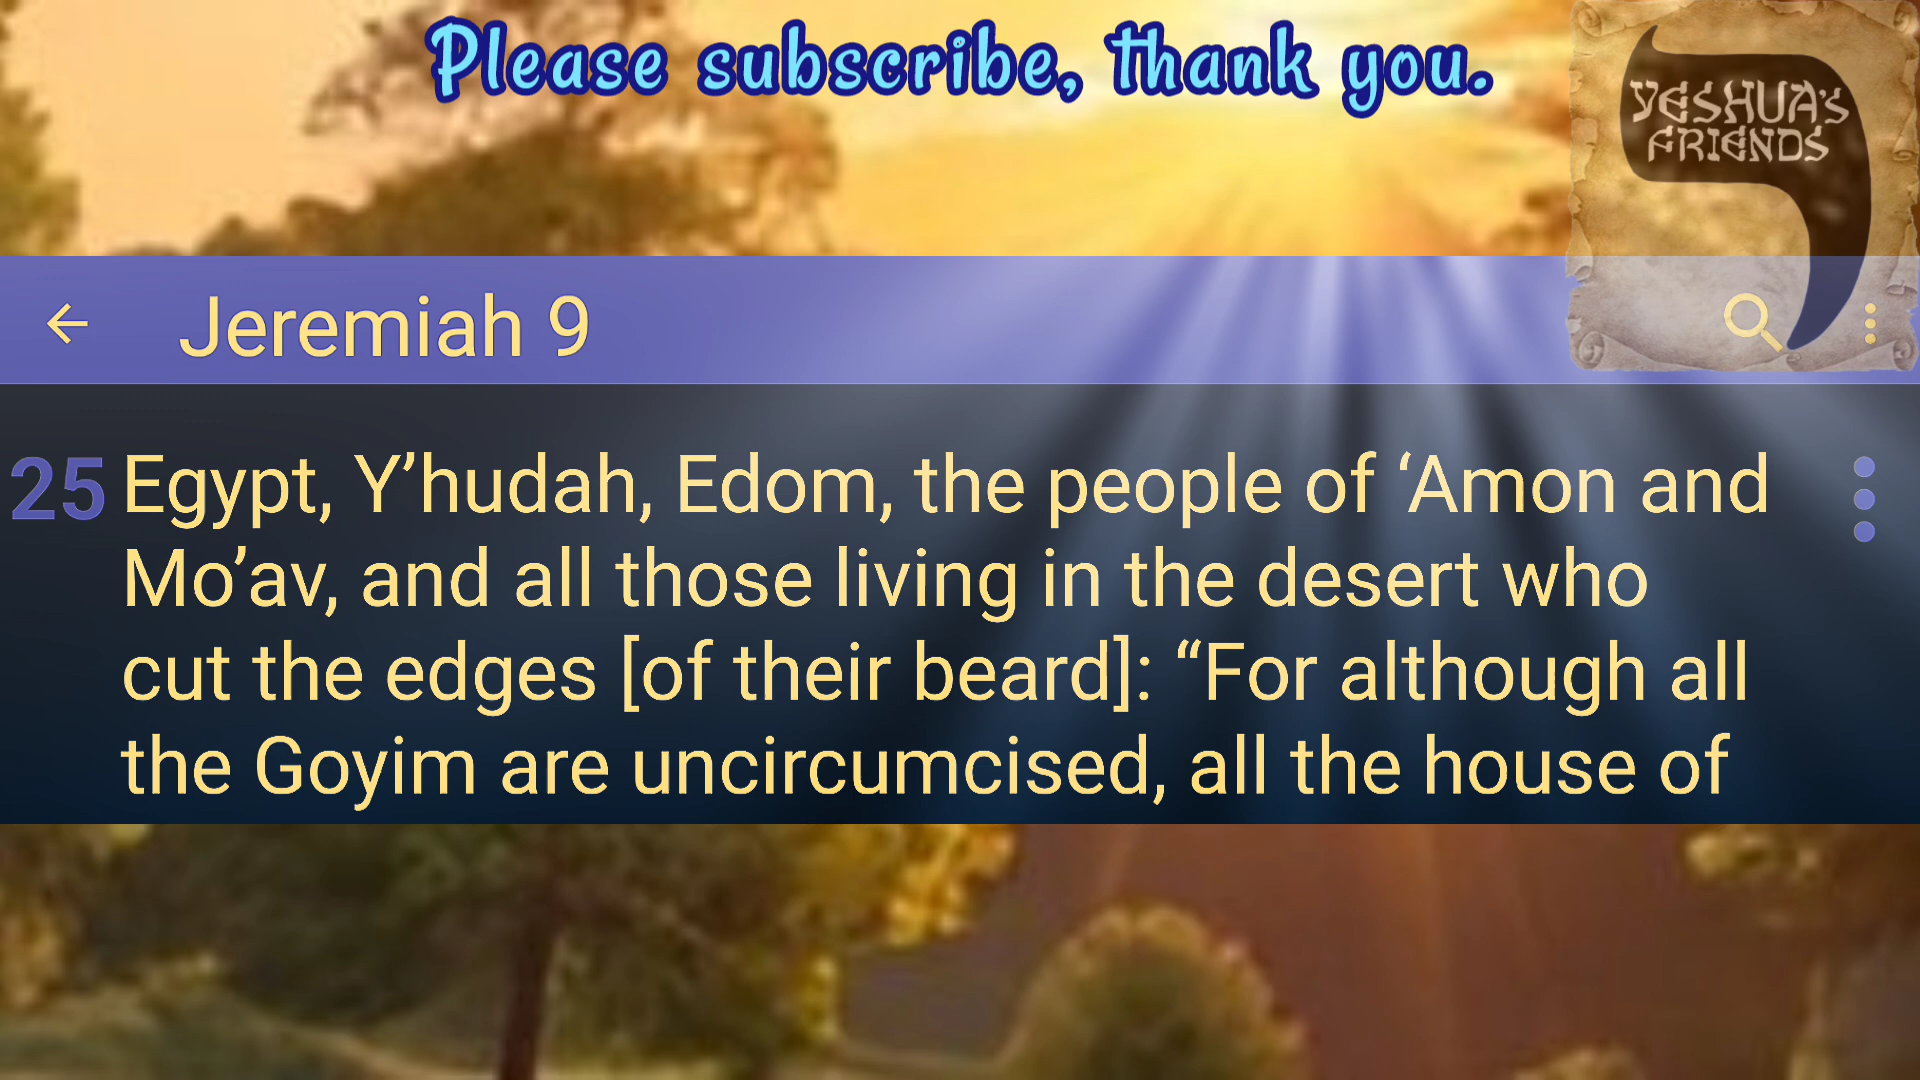 Please subscribe, thank you.
YESHUA'S
FRIENDS
Jeremiah 9
25 Egypt, Y’hudah, Edom, the people of ‘Amon and
Mo’av, and all those living in the desert who
cut the edges [of their beard]: “For although all
the Goyim are uncircumcised, all the house of